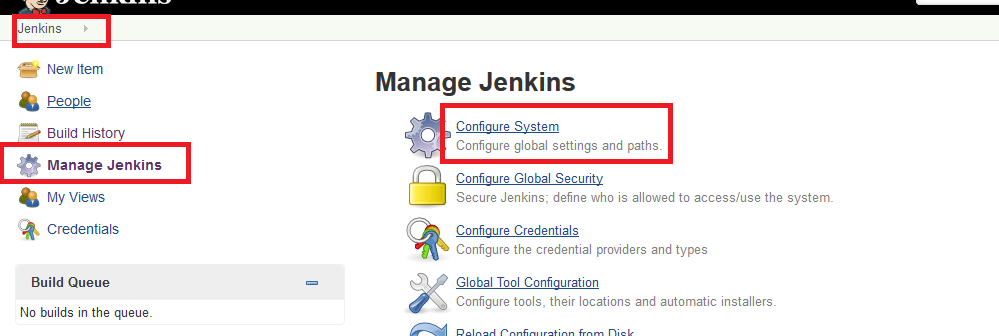 Jenkins
Jenkins
New Item
People
Build History
Manage Jenkins
My Views
Credentials
Build Queue
No builds in the queue.
Manage Jenkins
Configure System
Configure global settings and paths.
Configure Global Security
Secure Jenkins; define who is allowed to access/use the system.
Configure Credentials
Configure the credential providers and types
Global Tool Configuration
Configure tools, their locations and automatic installers.
Reload Configuration from Disk